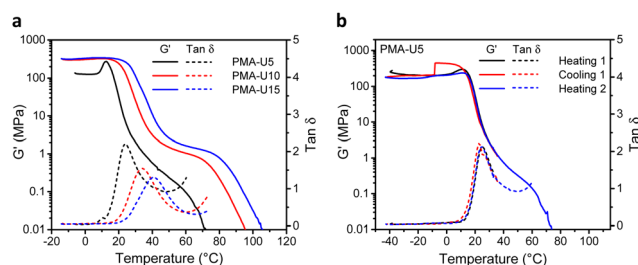 a
G' Tan δ
PMA-U5
PMA-U10
PMA-U15
1000
100
10
1
0.1
0.01
G' (MPa)
5
4
3
2
1
0
Tan δ
-20 0 20 40 60 80 100 120
Temperature (°C)
b
PMA-U5
G' Tan δ
Heating 1
Cooling 1
Heating 2
1000
100
10
1
0.1
0.01
G' (MPa)
5
4
3
2
1
0
Tan δ
-40 -20 0 20 40 60 80 100
Temperature (°C)